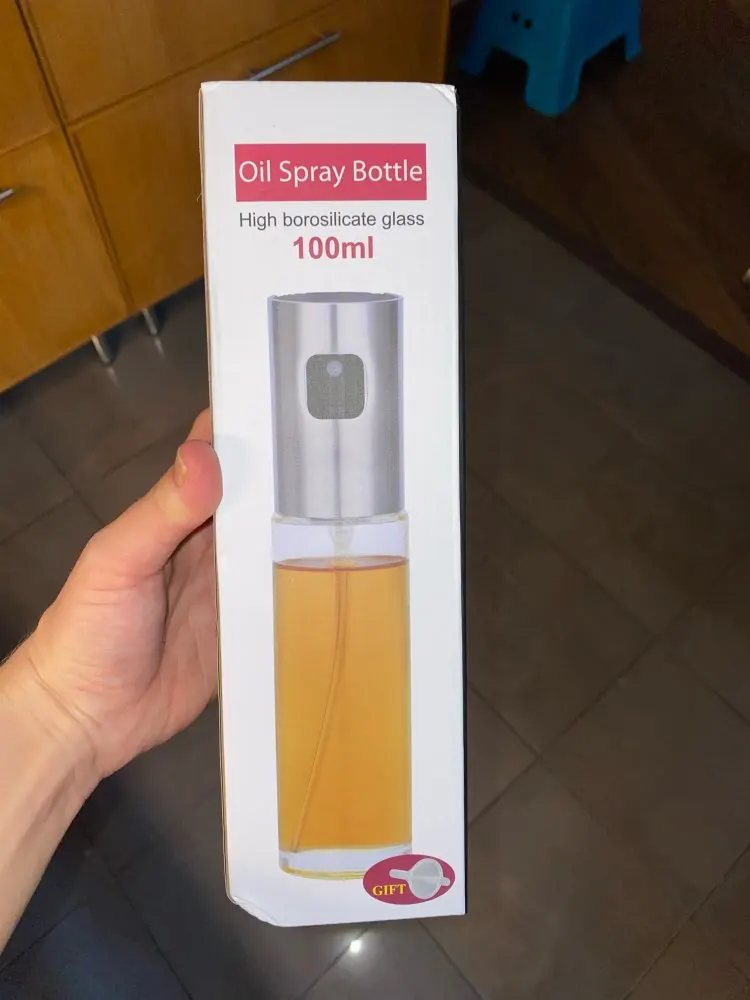 Oil Spray Bottle
High borosilicate glass
100ml
GIFT